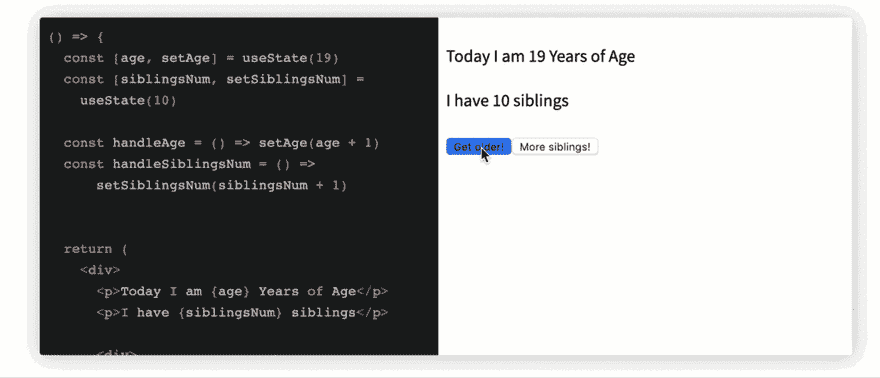 () => {
const [age, setAge] = useState(19)
const [siblingsNum, setSiblingsNum] =
useState(10)
const handleAge = () => setAge(age + 1)
const handleSiblingsNum = () =>
setSiblingsNum(siblingsNum + 1)
return (
<div>
<p>Today I am {age} Years of Age</p>
<p>I have {siblingsNum} siblings</p>
<div>
Today I am 19 Years of Age
I have 10 siblings
Get older! More siblings!